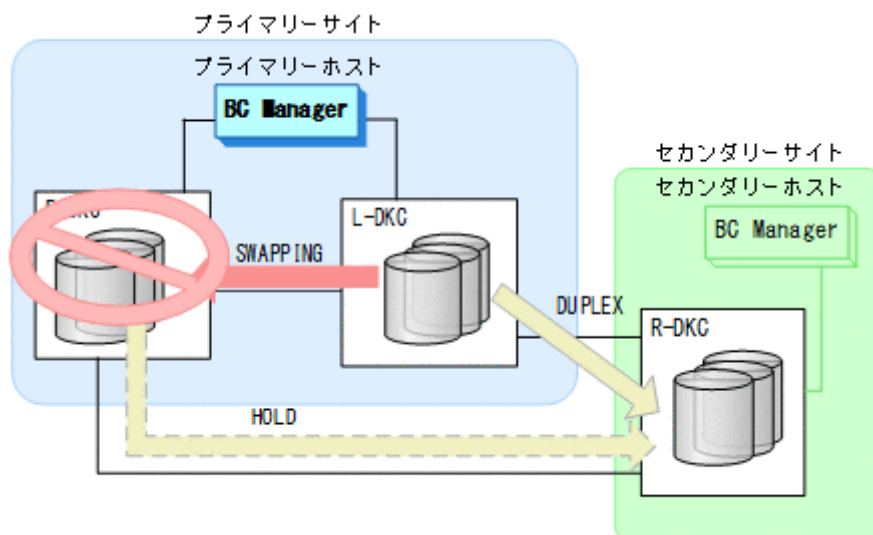 プライマリーサイト
プライマリーホスト
BC Manager
セカンダリーサイト
セカンダリーホスト
BC Manager
L-DKC
SWAPPING
DUPLEX
R-DKC
HOLD